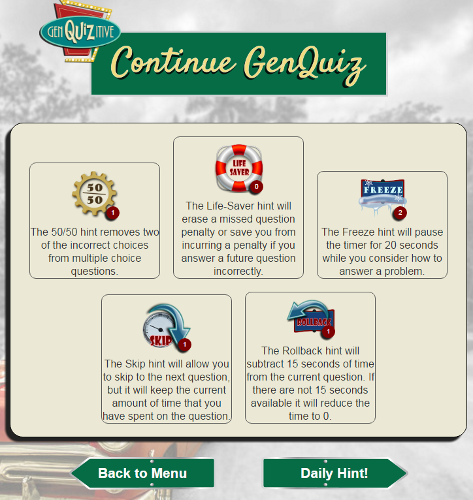 GENQUIZITIVE
Continue GenQuiz
50
50
1
The 50/50 hint removes two
of the incorrect choices
from multiple choice
questions.
LIFE
SAVER
0
The Life-Saver hint will
erase a missed question
penalty or save you from
incurring a penalty if you
answer a future question
incorrectly.
FREEZE
2
The Freeze hint will pause
the timer for 20 seconds
while you consider how to
answer a problem.
SKIP
1
The Skip hint will allow you
to skip to the next question,
but it will keep the current
amount of time that you
have spent on the question.
ROLLBACK
1
The Rollback hint will
subtract 15 seconds of time
from the current question. If
there are not 15 seconds
available it will reduce the
time to 0.
Back to Menu
Daily Hint!